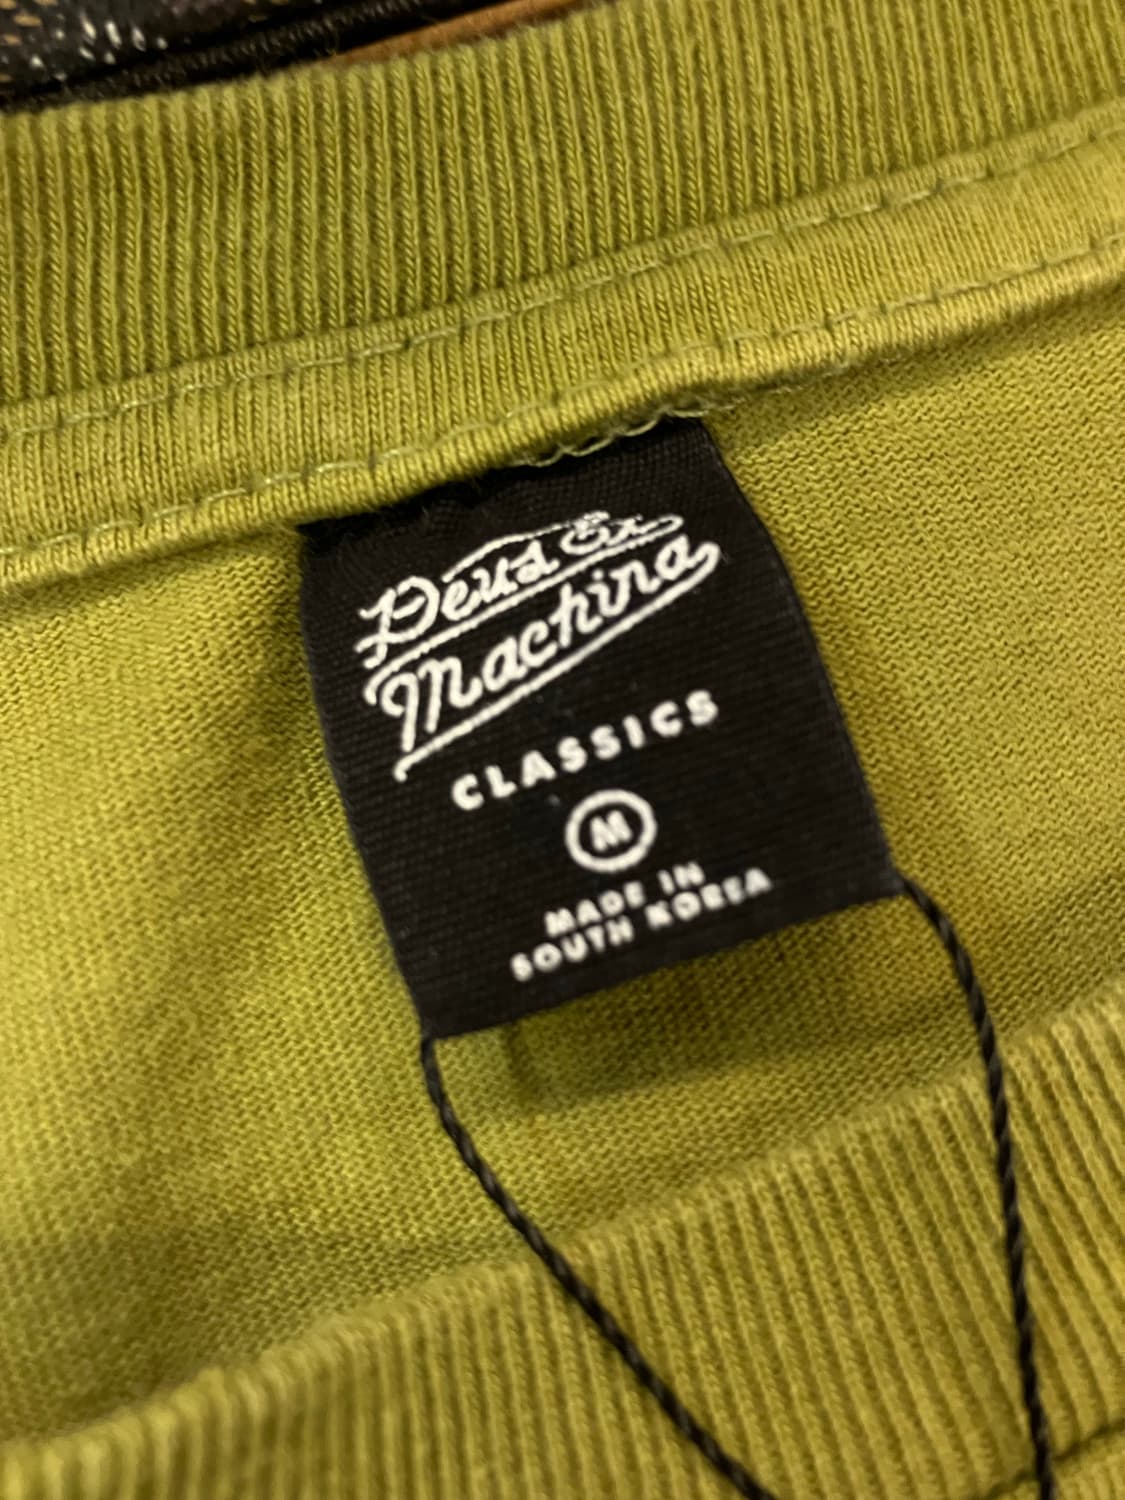 Deus Ex
Machina
CLASSICS
M
MADE IN
SOUTH KOREA